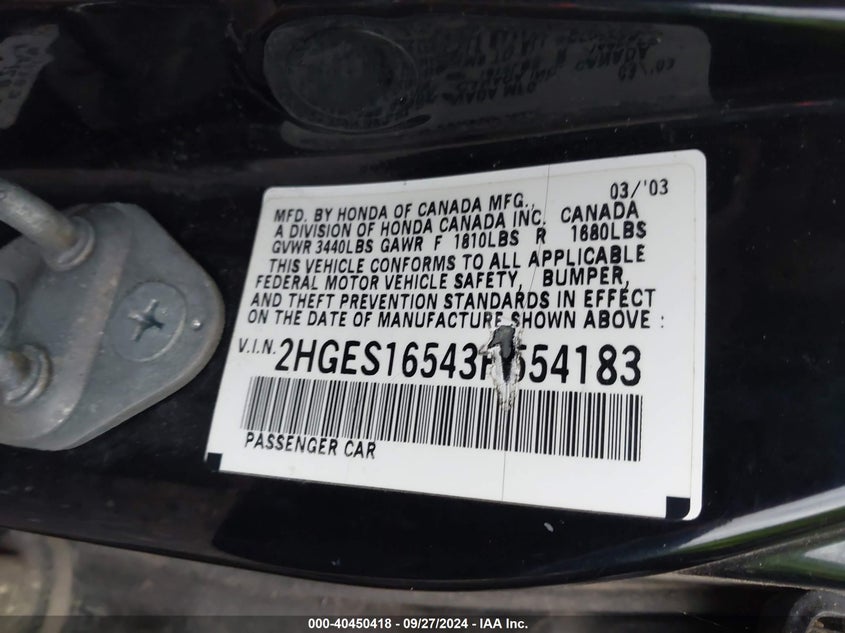 03/'03
MFD. BY HONDA OF CANADA MFG.,
A DIVISION OF HONDA CANADA INC. CANADA
GVWR 3440LBS GAWR F 1810LBS R 1680LBS
THIS VEHICLE CONFORMS TO ALL APPLICABLE
FEDERAL MOTOR VEHICLE SAFETY, BUMPER,
AND THEFT PREVENTION STANDARDS IN EFFECT
ON THE DATE OF MANUFACTURE SHOWN ABOVE :
V.I.N.
PASSENGER CAR
000-40450418 - 09/27/2024 - IAA Inc.